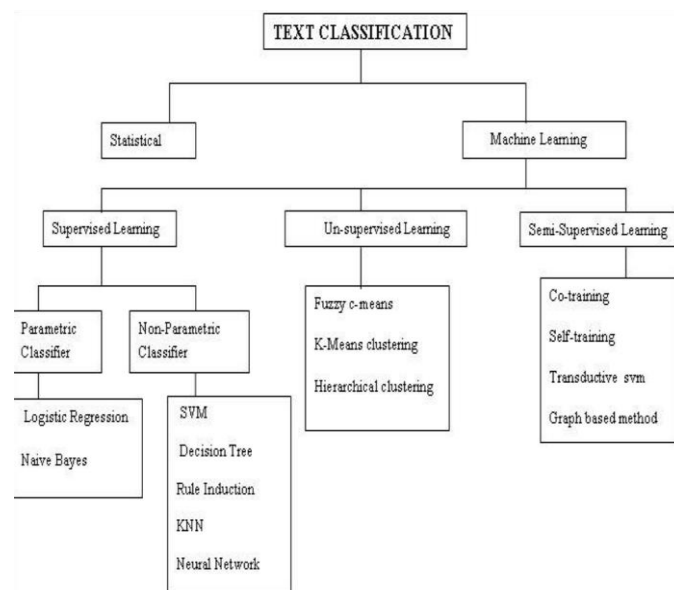 TEXT CLASSIFICATION
Statistical
Machine Learning
Supervised Learning
Un-supervised Learning
Semi-Supervised Learning
Parametric
Classifier
Non-Parametric
Classifier
Logistic Regression
Naive Bayes
SVM
Decision Tree
Rule Induction
KNN
Neural Network
Fuzzy c-means
K-Means clustering
Hierarchical clustering
Co-training
Self-training
Transductive svm
Graph based method